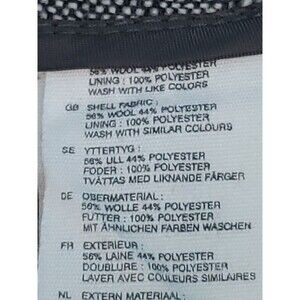 56% WOOL 44% POLYESTER
LINING : 100% POLYESTER
WASH WITH LIKE COLORS
GB SHELL FABRIC :
56% WOOL 44% POLYESTER
LINING : 100% POLYESTER
WASH WITH SIMILAR COLOURS
SE YTTERTYG :
56% ULL 44% POLYESTER
FODER : 100% POLYESTER
TVÄTTAS MED LIKNANDE FÄRGER
DE OBERMATERIAL :
56% WOLLE 44% POLYESTER
FUTTER : 100% POLYESTER
MIT ÄHNLICHEN FARBEN WASCHEN
FR EXTERIEUR :
56% LAINE 44% POLYESTER
DOUBLURE : 100% POLYESTER
LAVER AVEC COULEURS SIMILAIRES
NL EXTERN MATERIAAL :